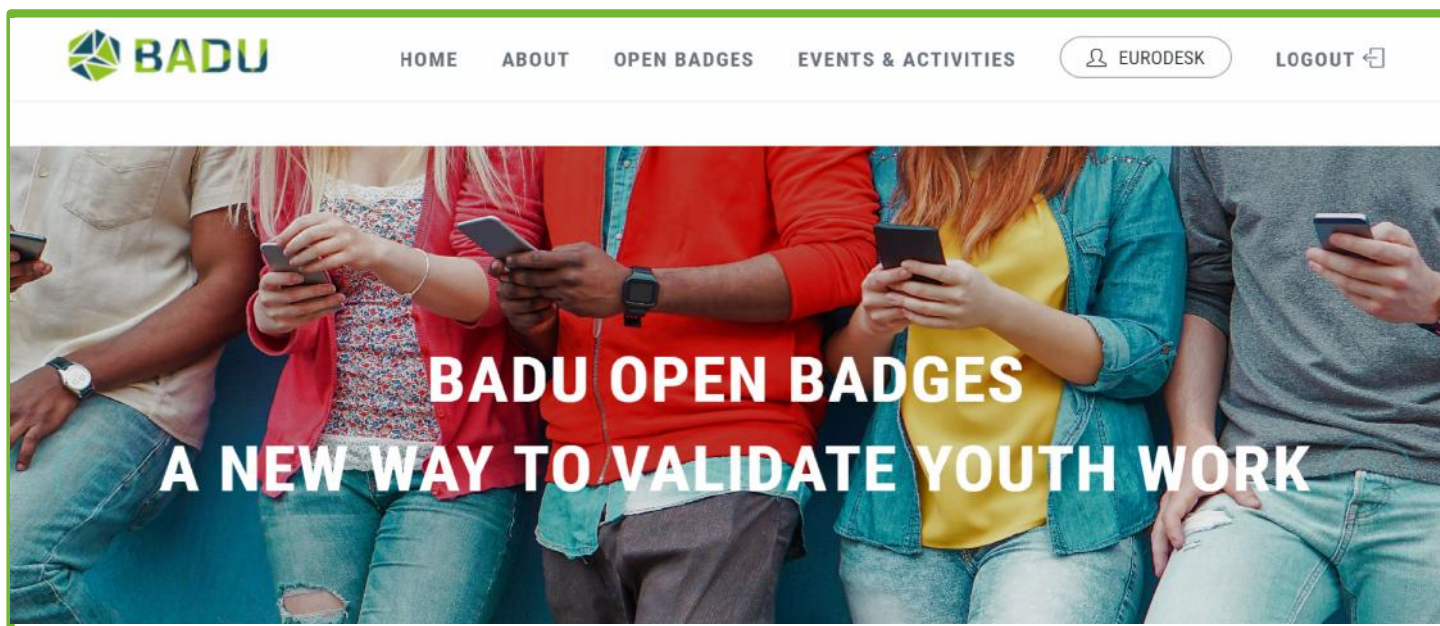 BADU
HOME ABOUT OPEN BADGES EVENTS & ACTIVITIES EURODESK LOGOUT
BADU OPEN BADGES
A NEW WAY TO VALIDATE YOUTH WORK